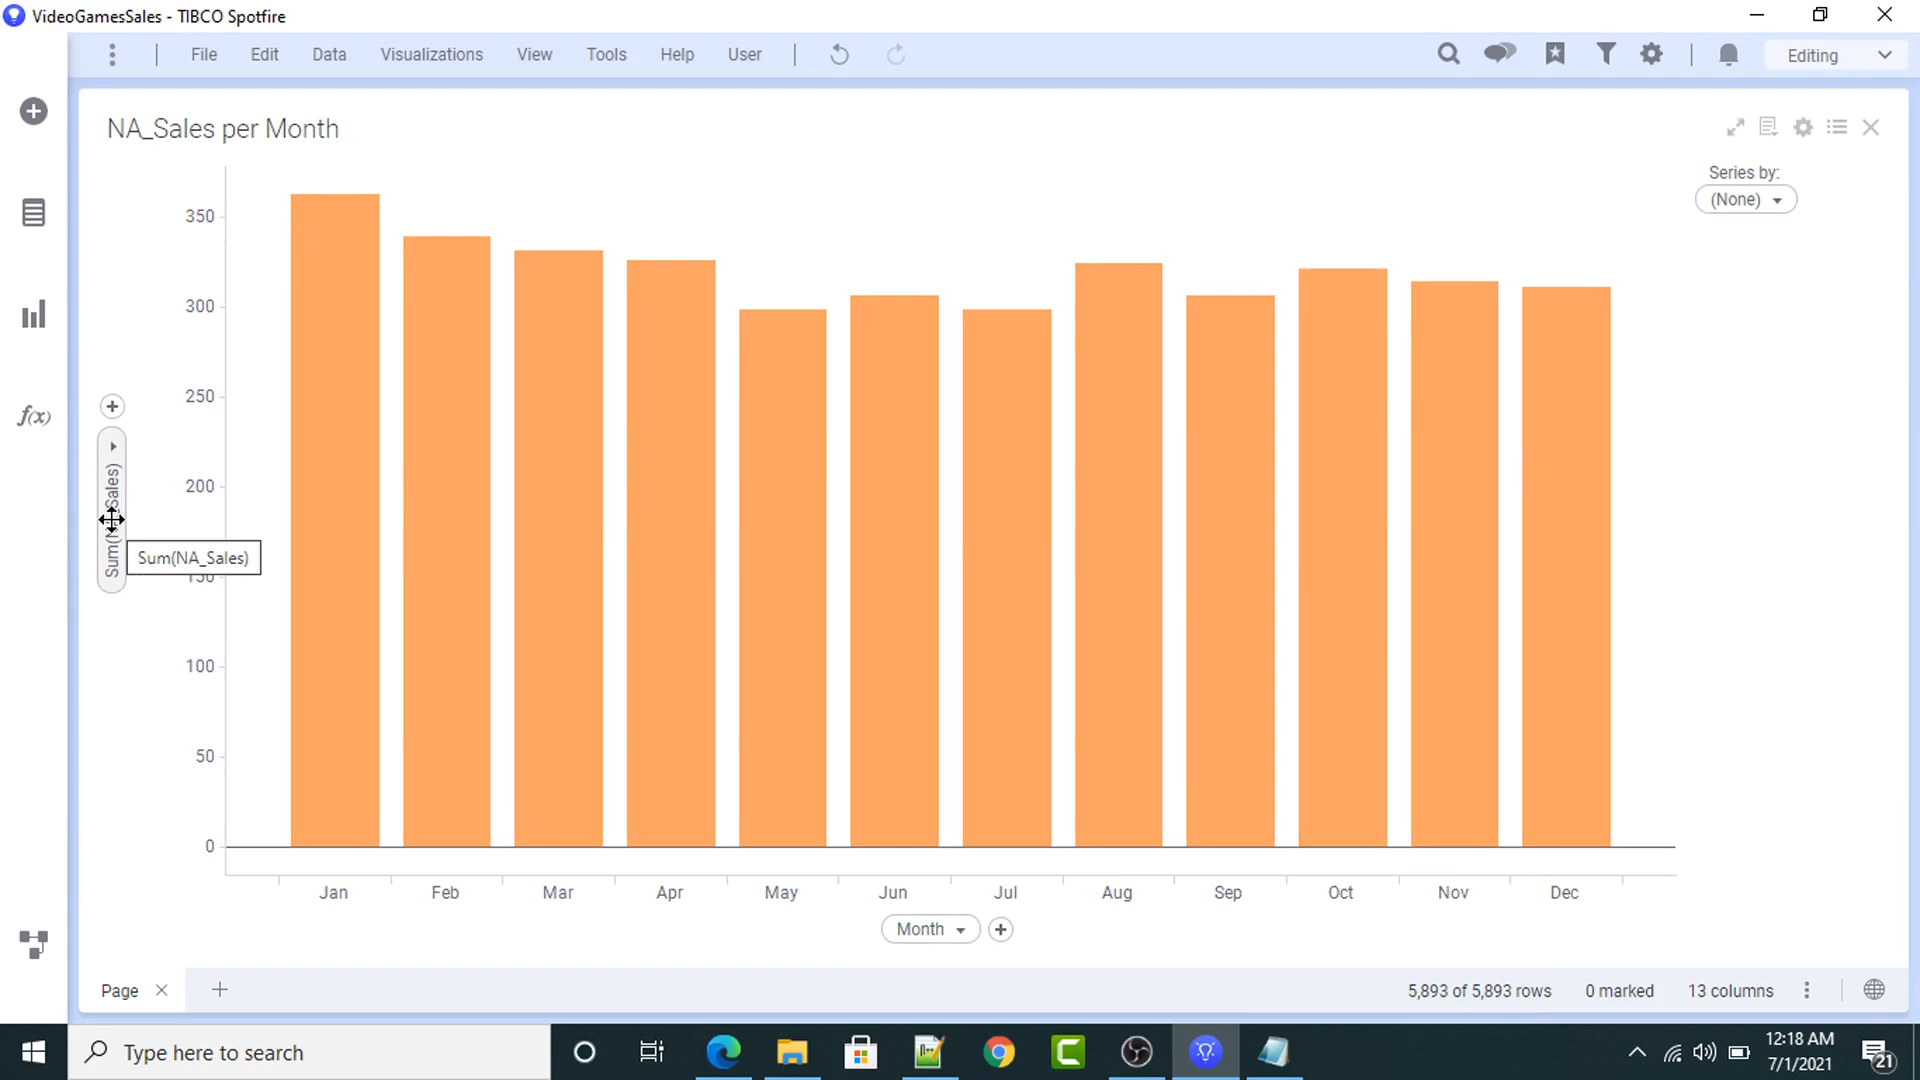 VideoGamesSales - TIBCO Spotfire
File Edit Data Visualizations View Tools Help User Editing
NA_Sales per Month
Series by:
(None)
350
300
250
200
150
100
50
0
Sum(NA_Sales)
Sum(NA_Sales)
Jan Feb Mar Apr May Jun Jul Aug Sep Oct Nov Dec
Month
f(x)
Page
5,893 of 5,893 rows 0 marked 13 columns
Type here to search
12:18 AM
7/1/2021
21